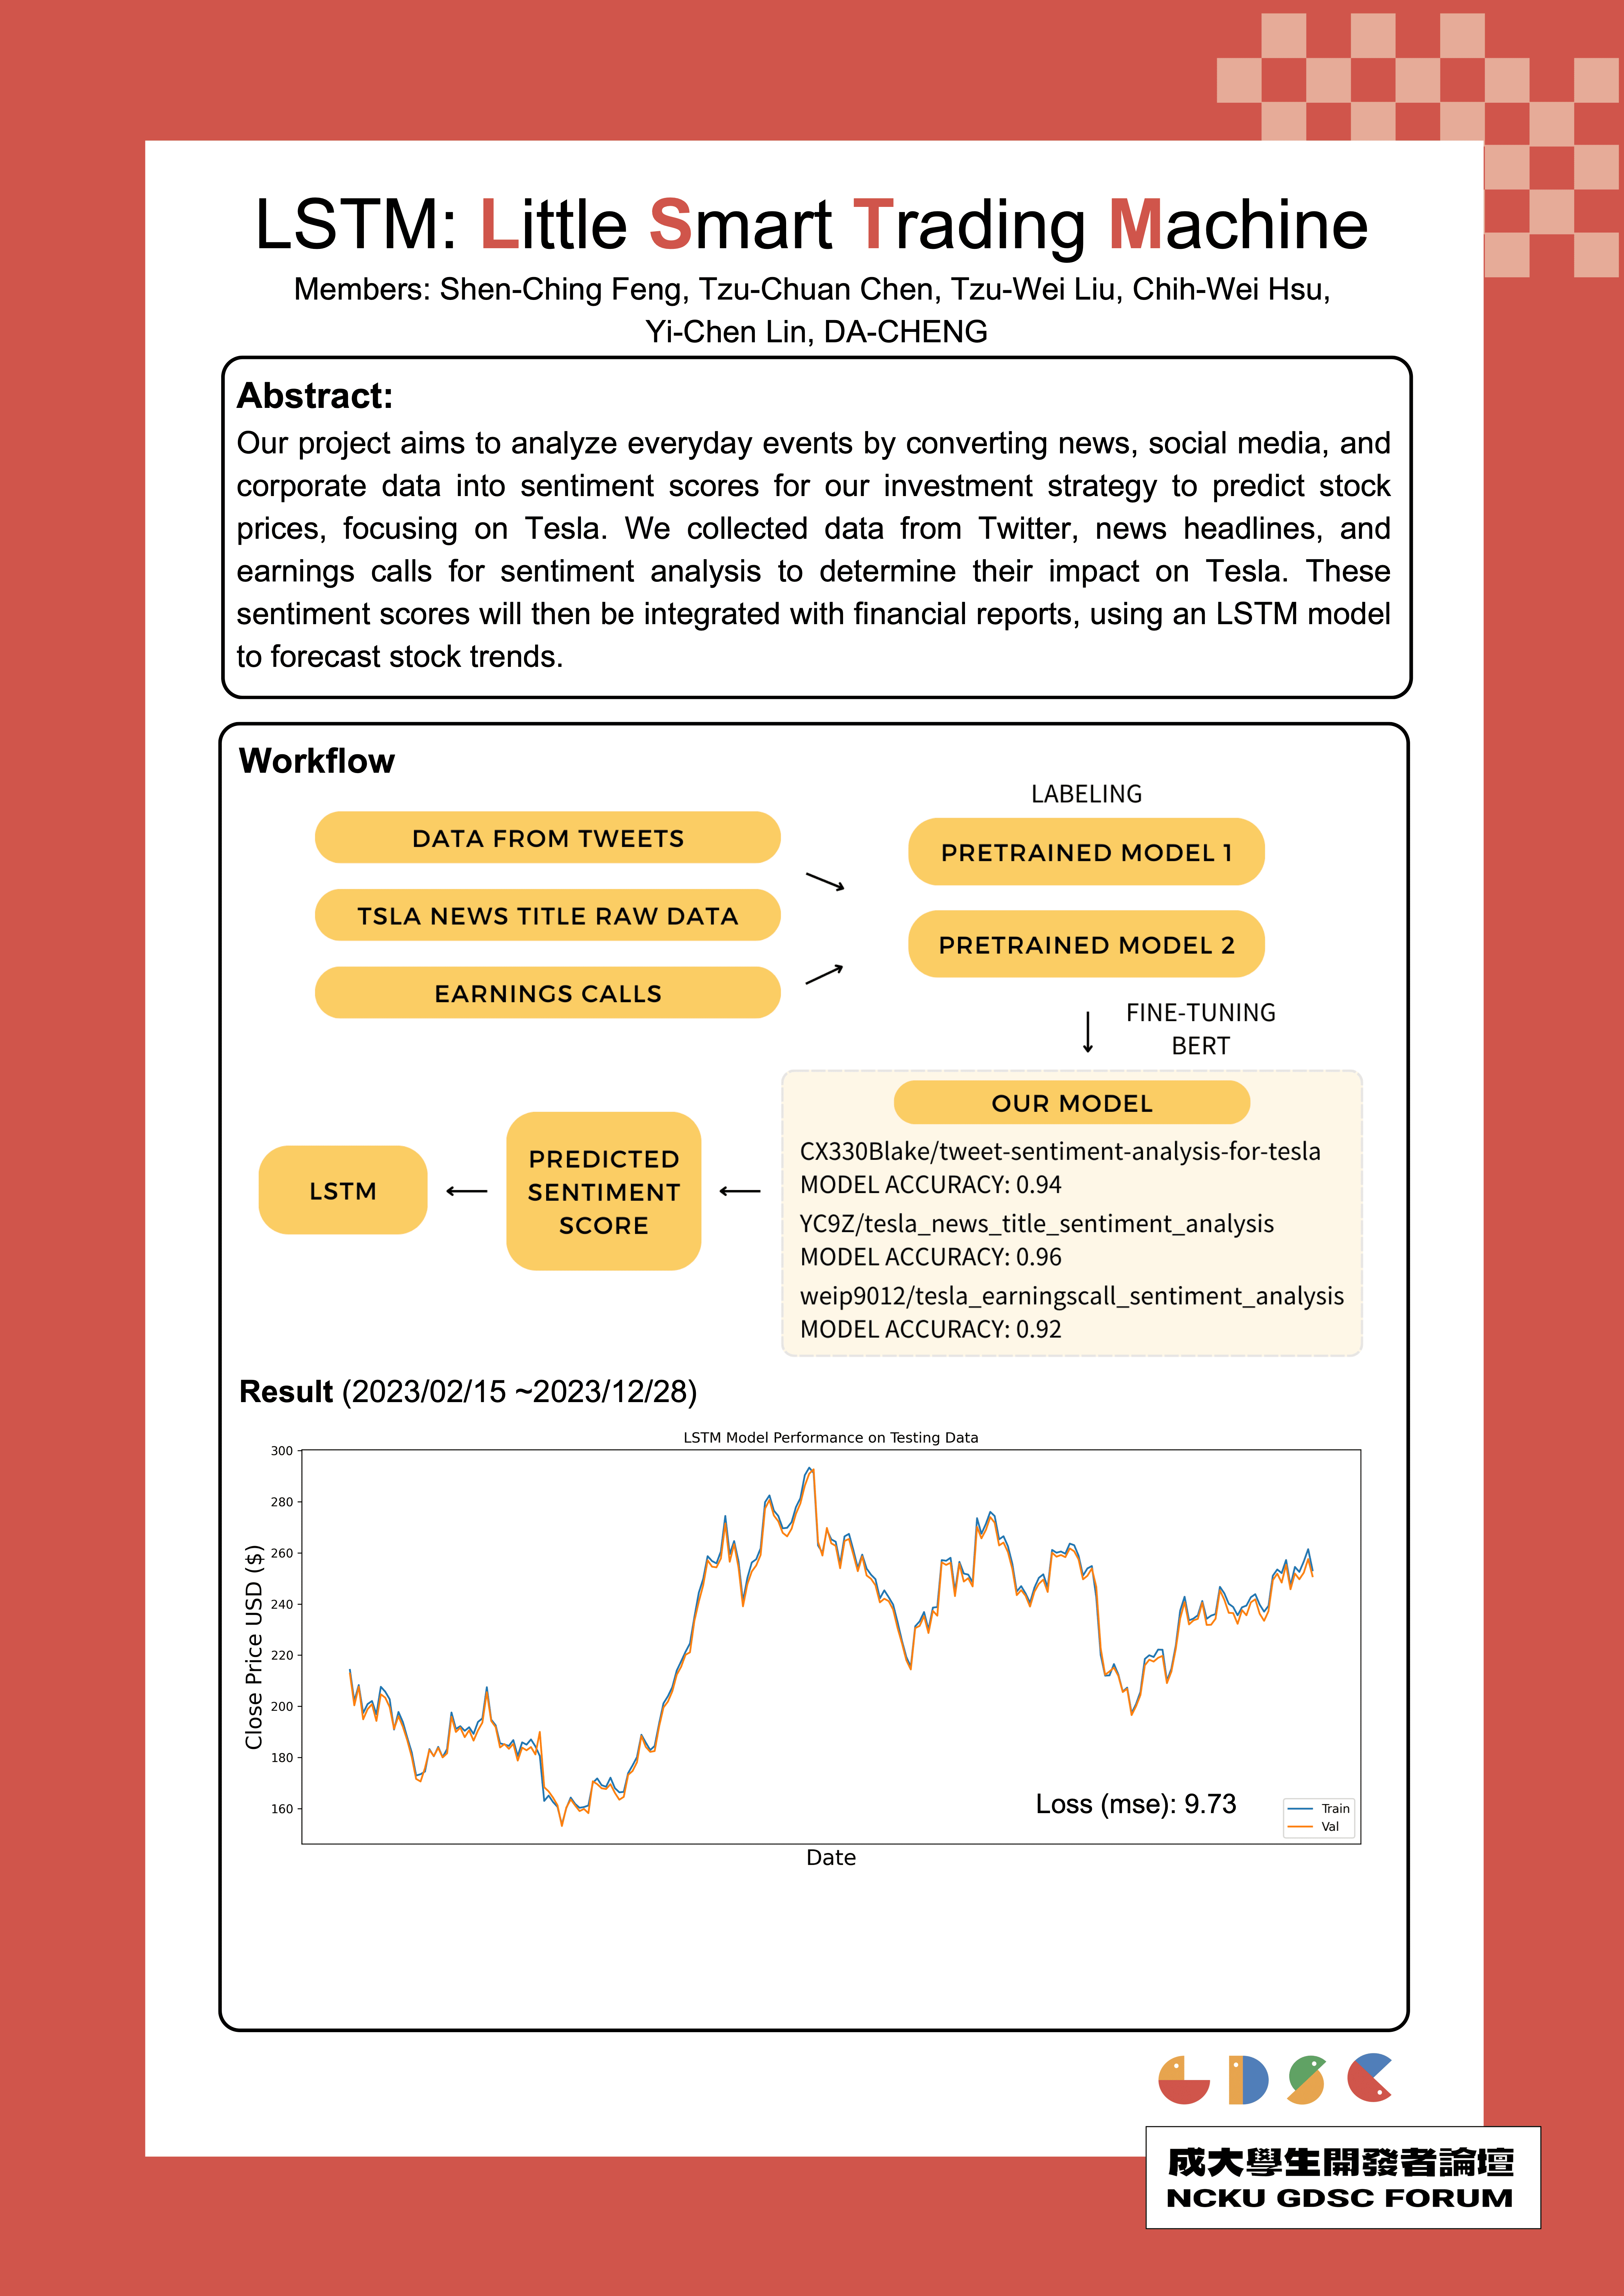 LSTM: Little Smart Trading Machine
Members: Shen-Ching Feng, Tzu-Chuan Chen, Tzu-Wei Liu, Chih-Wei Hsu,
Yi-Chen Lin, DA-CHENG
Abstract:
Our project aims to analyze everyday events by converting news, social media, and
corporate data into sentiment scores for our investment strategy to predict stock
prices, focusing on Tesla. We collected data from Twitter, news headlines, and
earnings calls for sentiment analysis to determine their impact on Tesla. These
sentiment scores will then be integrated with financial reports, using an LSTM model
to forecast stock trends.
Workflow
DATA FROM TWEETS
TSLA NEWS TITLE RAW DATA
EARNINGS CALLS
LABELING
PRETRAINED MODEL 1
PRETRAINED MODEL 2
FINE-TUNING
BERT
OUR MODEL
CX330Blake/tweet-sentiment-analysis-for-tesla
MODEL ACCURACY: 0.94
YC9Z/tesla_news_title_sentiment_analysis
MODEL ACCURACY: 0.96
weip9012/tesla_earningscall_sentiment_analysis
MODEL ACCURACY: 0.92
PREDICTED
SENTIMENT
SCORE
LSTM
Result (2023/02/15 ~2023/12/28)
LSTM Model Performance on Testing Data
Close Price USD ($)
300
280
260
240
220
200
180
160
Loss (mse): 9.73
Train
Val
Date
GDSC
成大學生開發者論壇
NCKU GDSC FORUM